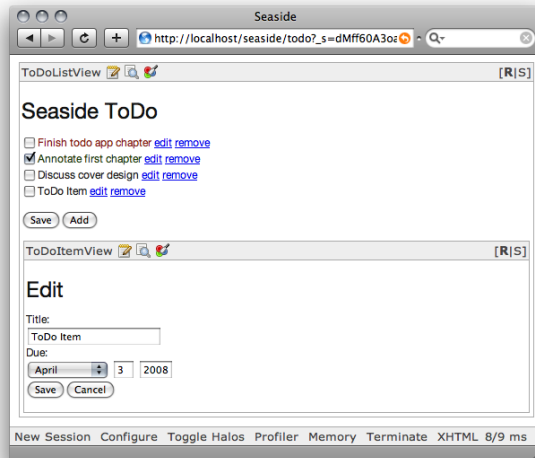 Seaside
http://localhost/seaside/todo?_s=dMff60A3oa
ToDoListView [R|S]
Seaside ToDo
Finish todo app chapter edit remove
Annotate first chapter edit remove
Discuss cover design edit remove
ToDo Item edit remove
Save Add
ToDoItemView [R|S]
Edit
Title:
ToDo Item
Due:
April 3 2008
Save Cancel
New Session Configure Toggle Halos Profiler Memory Terminate XHTML 8/9 ms